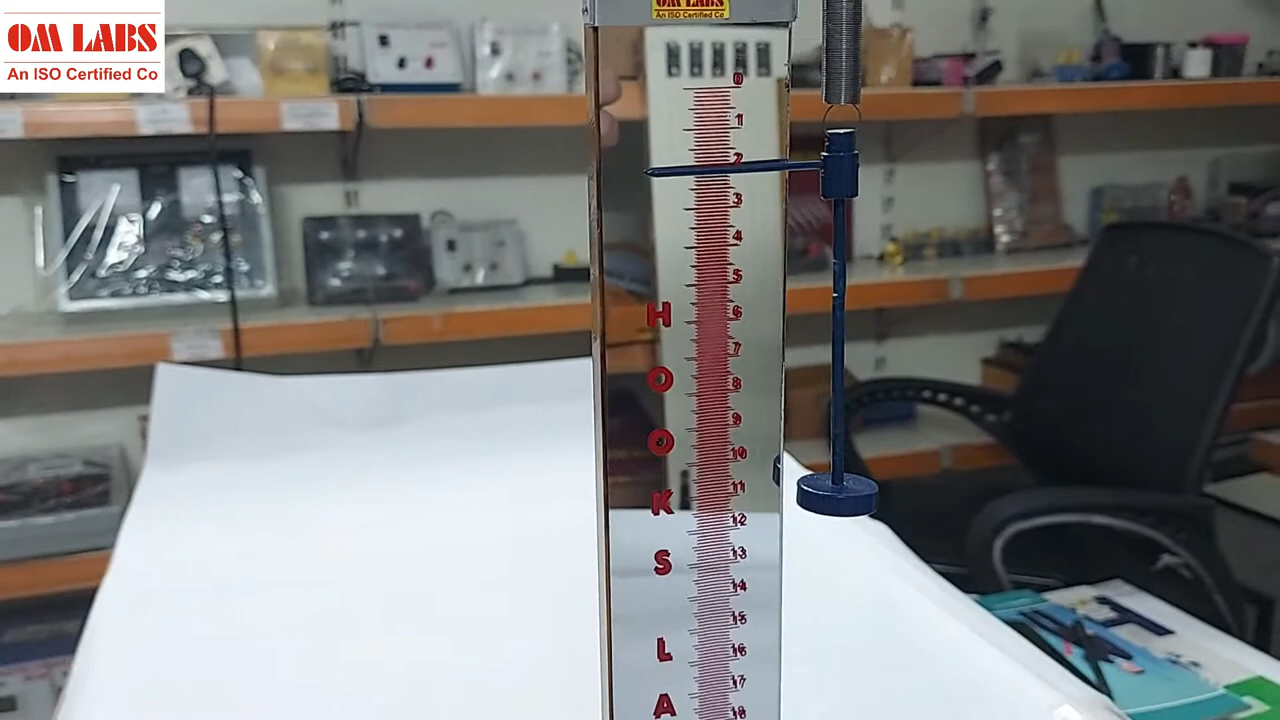 OM LABS
An ISO Certified Co
OM LABS
An ISO Certified Co
0
1
2
3
4
5
6
7
8
9
10
11
12
13
14
15
16
17
18
H
O
O
K
S
L
A